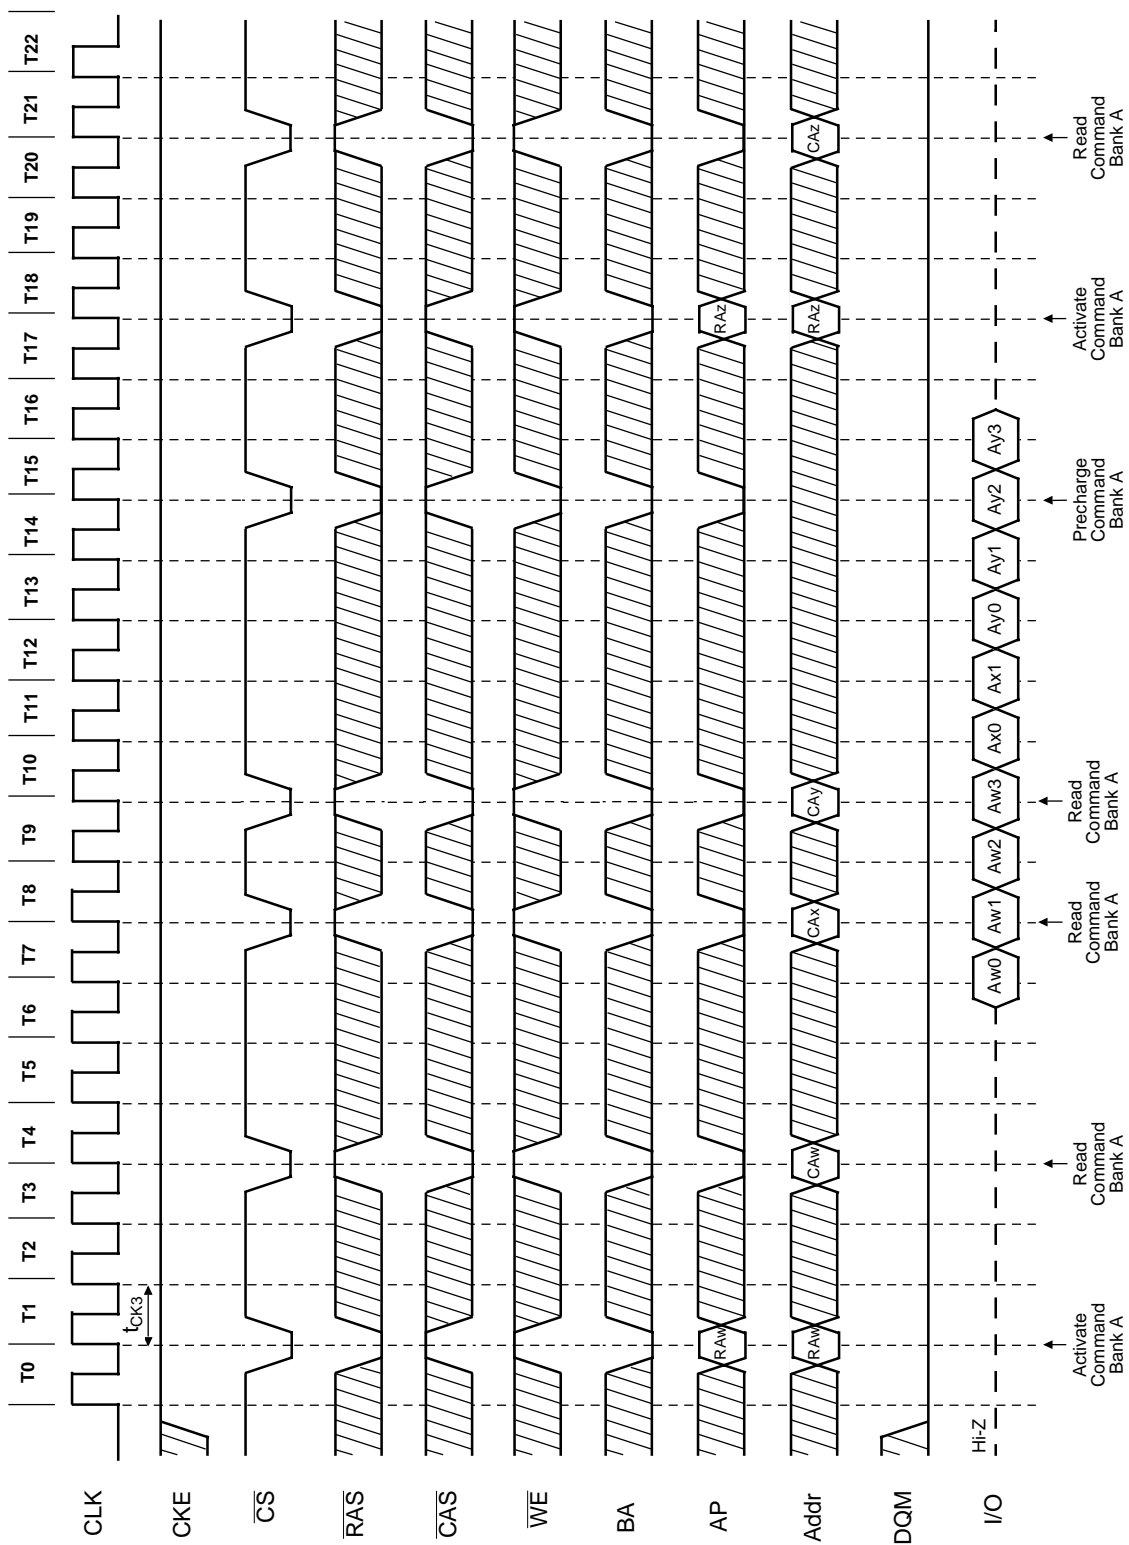 T0 T1 T2 T3 T4 T5 T6 T7 T8 T9 T10 T11 T12 T13 T14 T15 T16 T17 T18 T19 T20 T21 T22
CLK
tCK3
CKE
CS
RAS
CAS
WE
BA
AP RAw RAz
Addr RAw CAw CAx CAy RAz CAz
DQM
I/O Hi-Z Aw0 Aw1 Aw2 Aw3 Ax0 Ax1 Ay0 Ay1 Ay2 Ay3
Activate
Command
Bank A
Read
Command
Bank A
Read
Command
Bank A
Read
Command
Bank A
Precharge
Command
Bank A
Activate
Command
Bank A
Read
Command
Bank A